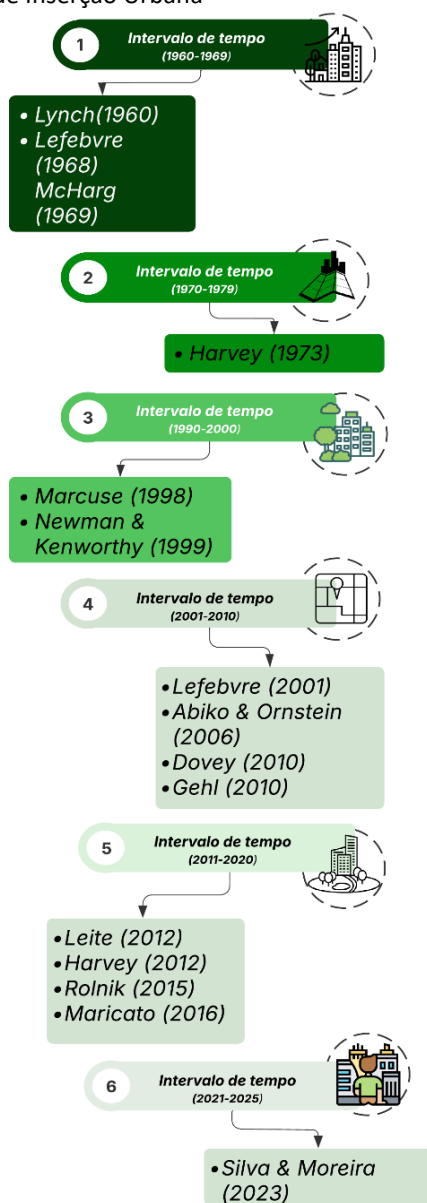 de Inserção Urbana
1
Intervalo de tempo
(1960-1969)
• Lynch(1960)
• Lefebvre
(1968)
McHarg
(1969)
2
Intervalo de tempo
(1970-1979)
• Harvey (1973)
3
Intervalo de tempo
(1990-2000)
• Marcuse (1998)
• Newman &
Kenworthy (1999)
4
Intervalo de tempo
(2001-2010)
• Lefebvre (2001)
• Abiko & Ornstein
(2006)
• Dovey (2010)
• Gehl (2010)
5
Intervalo de tempo
(2011-2020)
• Leite (2012)
• Harvey (2012)
• Rolnik (2015)
• Maricato (2016)
6
Intervalo de tempo
(2021-2025)
• Silva & Moreira
(2023)